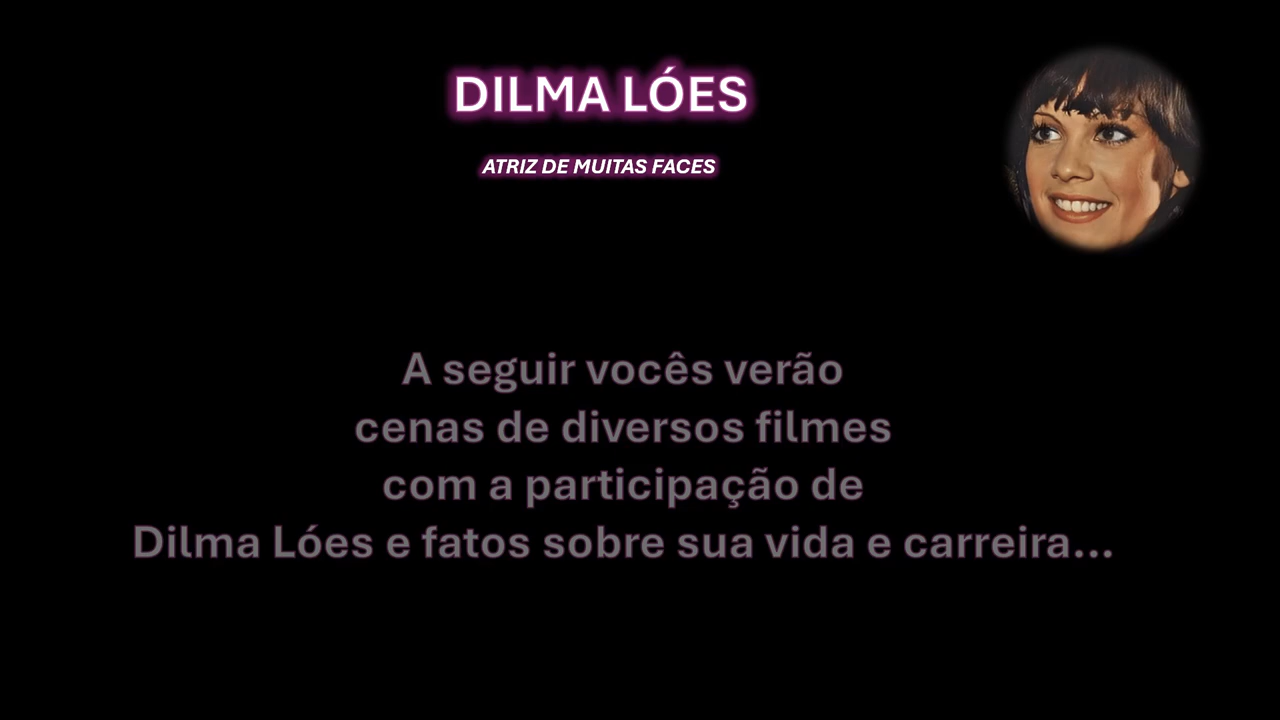 DILMA LÓES
ATRIZ DE MUITAS FACES
A seguir vocês verão
cenas de diversos filmes
com a participação de
Dilma Lóes e fatos sobre sua vida e carreira...